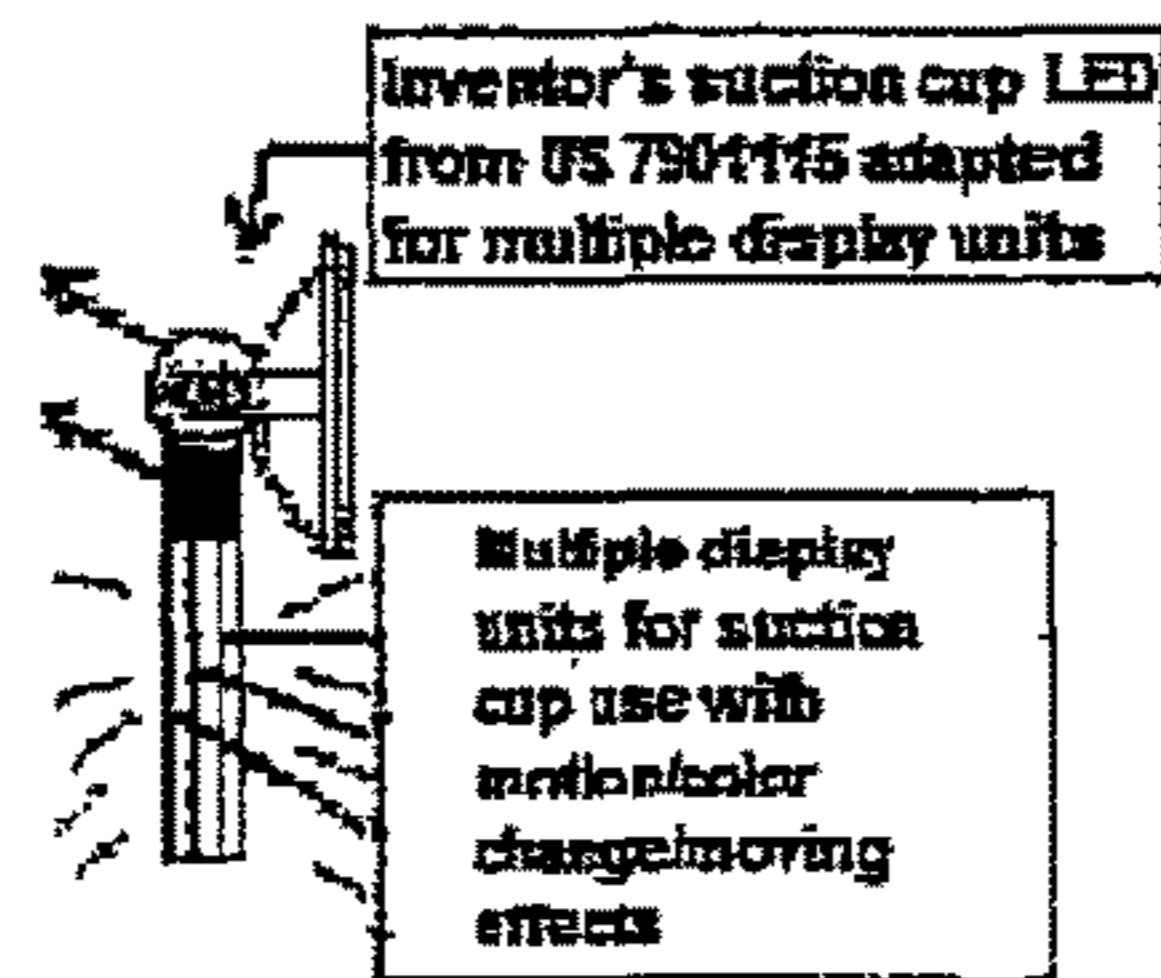 Inventor's suction cup LED
from US 7901115 adapted
for multiple display units
Multiple display
units for suction
cup use with
motion/color
change/moving
effects